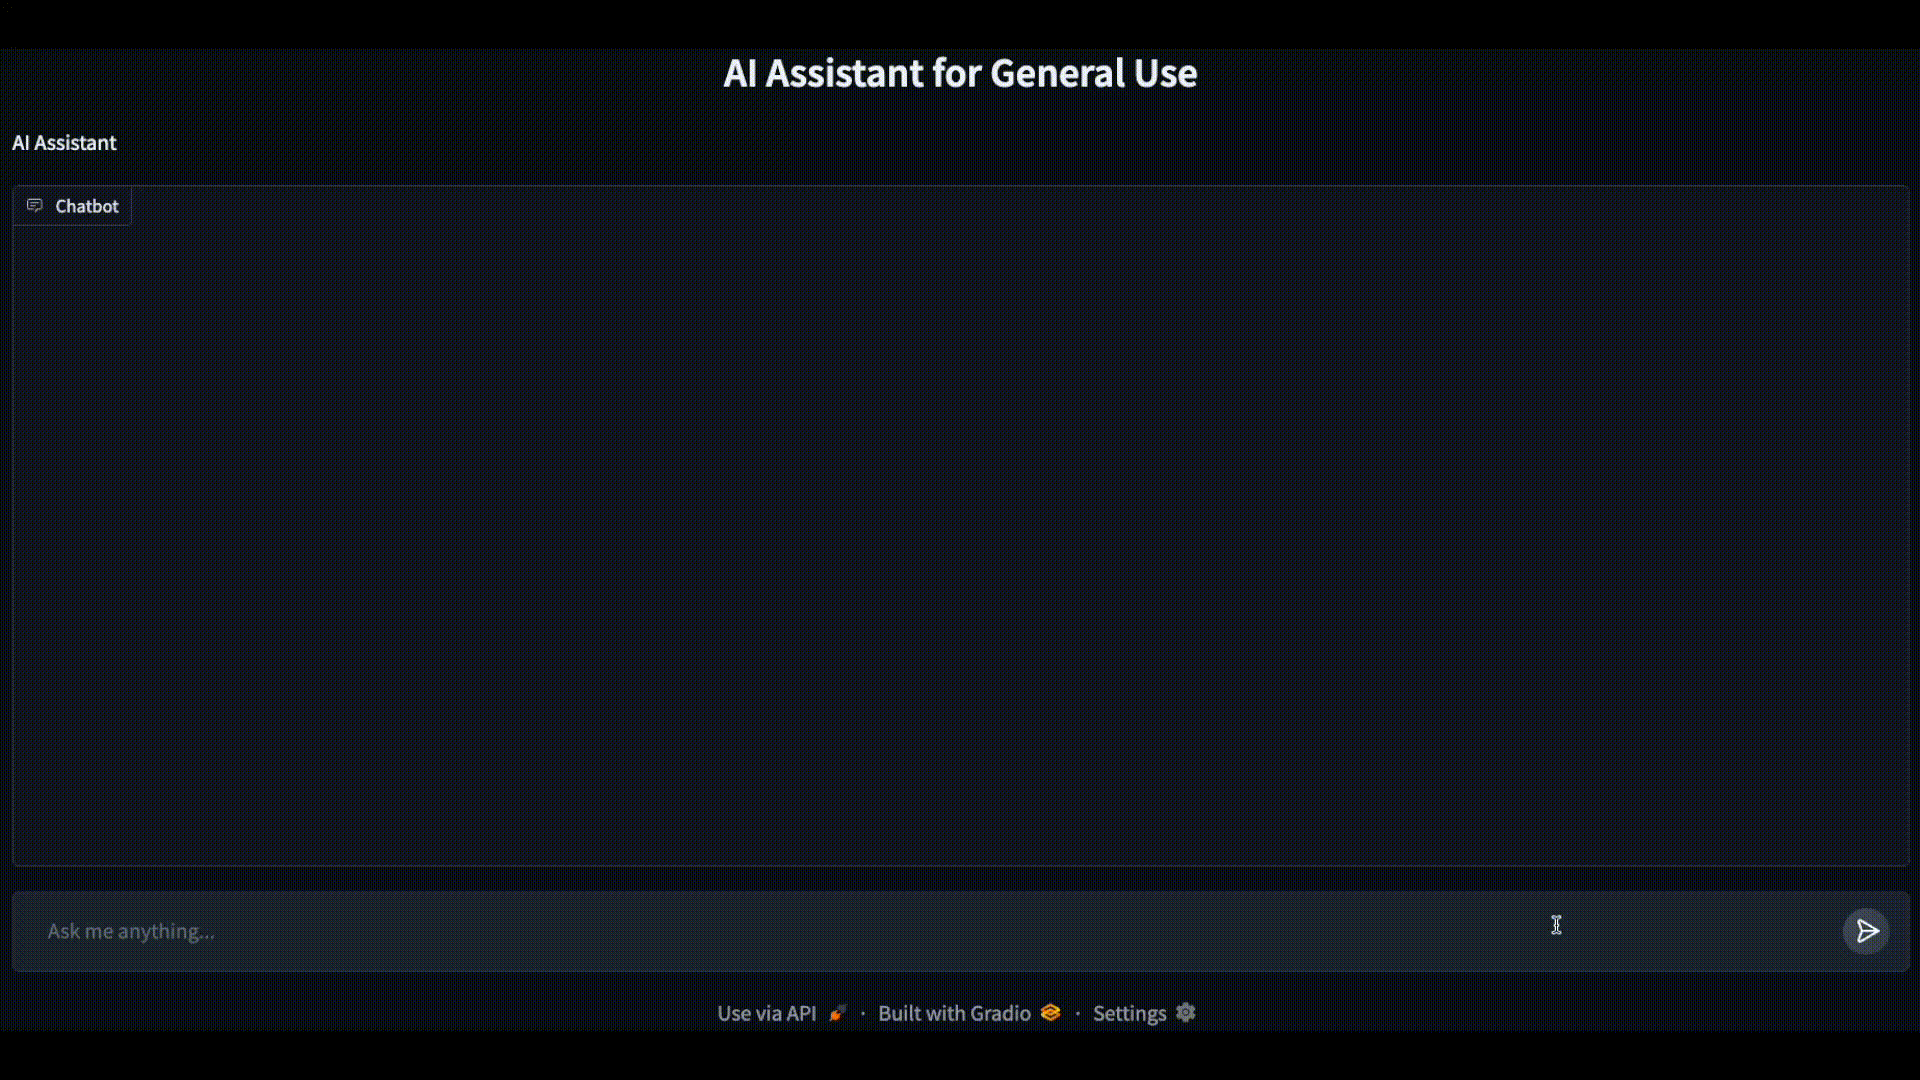 AI Assistant for General Use
AI Assistant
Chatbot
Ask me anything...
Use via API · Built with Gradio · Settings